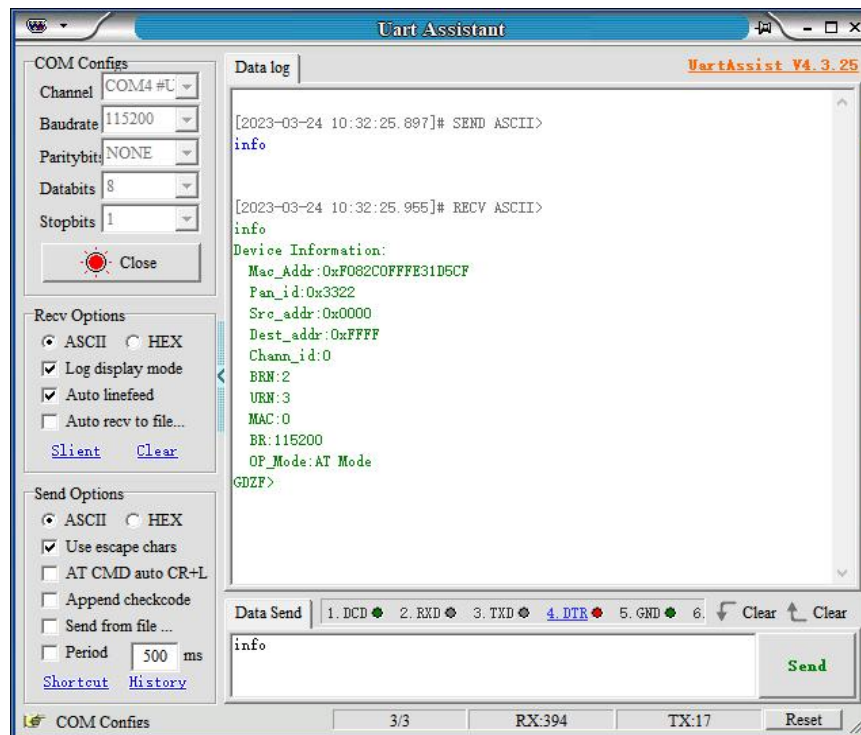 Uart Assistant
COM Configs
Channel COM4 #U
Baudrate 115200
Paritybit: NONE
Databits 8
Stopbits 1
Close
Recv Options
ASCII HEX
Log display mode
Auto linefeed
Auto recv to file...
Slient Clear
Send Options
ASCII HEX
Use escape chars
AT CMD auto CR+L
Append checkcode
Send from file ...
Period 500 ms
Shortcut History
Data log UartAssist V4.3.25
[2023-03-24 10:32:25.897]# SEND ASCII>
info
[2023-03-24 10:32:25.955]# RECV ASCII>
info
Device Information:
Mac_Addr:0xF082C0FFFE31D5CF
Pan_id:0x3322
Src_addr:0x0000
Dest_addr:0xFFFF
Chann_id:0
BRN:2
URN:3
MAC:0
BR:115200
OP_Mode:AT Mode
GDZF>
Data Send 1. DCD 2. RXD 3. TXD 4. DTR 5. GND 6. Clear Clear
info
Send
COM Configs 3/3 RX:394 TX:17 Reset